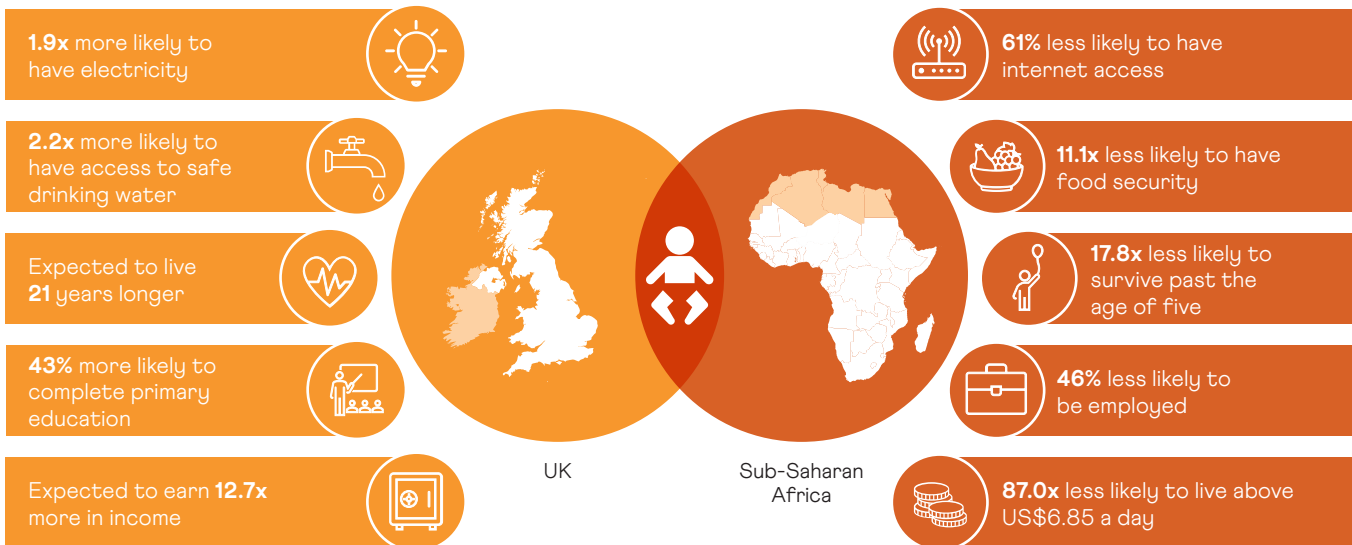 1.9x more likely to
have electricity
2.2x more likely to
have access to safe
drinking water
Expected to live
21 years longer
43% more likely to
complete primary
education
Expected to earn 12.7x
more in income
UK
Sub-Saharan
Africa
61% less likely to have
internet access
11.1x less likely to have
food security
17.8x less likely to
survive past the
age of five
46% less likely to
be employed
87.0x less likely to live above
US$6.85 a day